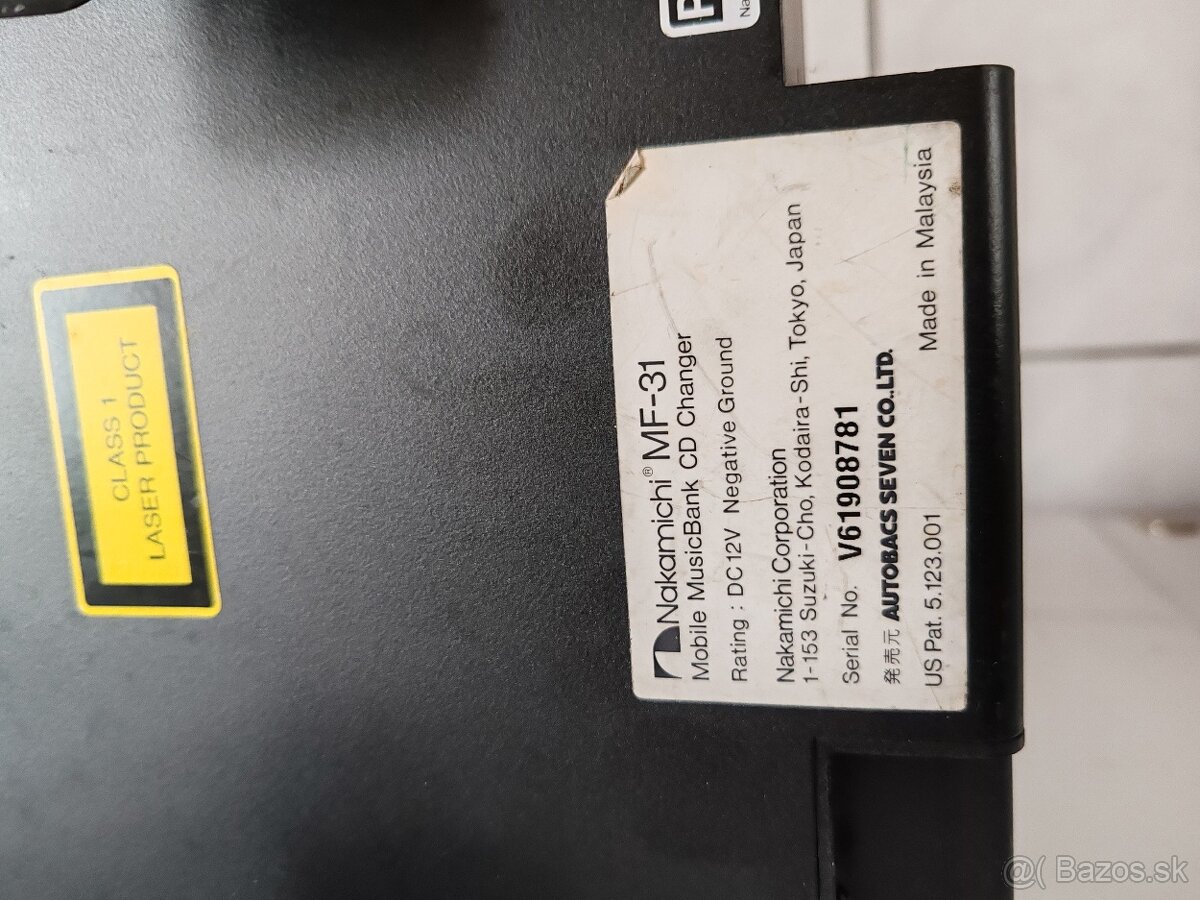 CLASS 1
LASER PRODUCT
Nakamichi® MF-31
Mobile MusicBank CD Changer
Rating : DC12V Negative Ground
Nakamichi Corporation
1-153 Suzuki-Cho, Kodaira-Shi, Tokyo, Japan
Serial No. V61908781
発売元 AUTOBACS SEVEN CO.,LTD.
US Pat. 5.123.001 Made in Malaysia
P
Na
@( Bazos.sk